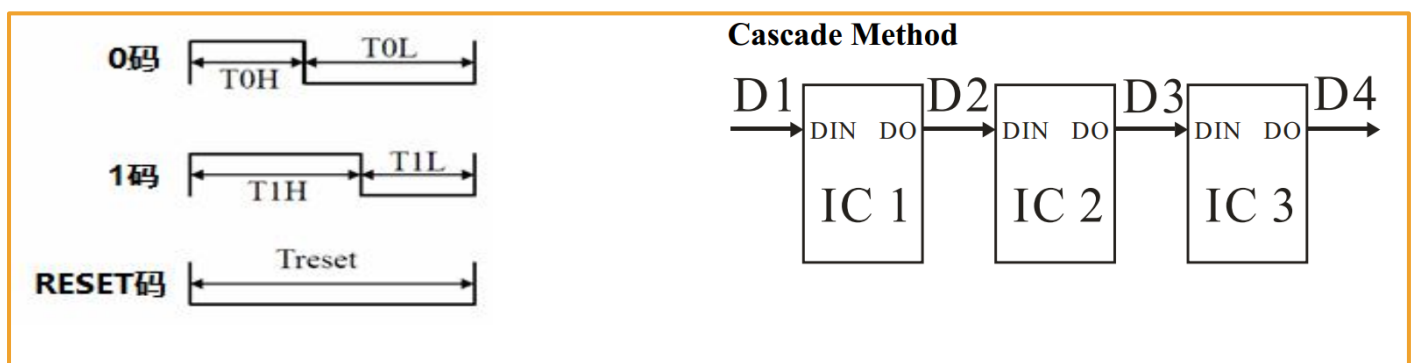 0码 T0H T0L
1码 T1H T1L
RESET码 Treset
Cascade Method
D1 D2 D3 D4
DIN DO DIN DO DIN DO
IC 1 IC 2 IC 3